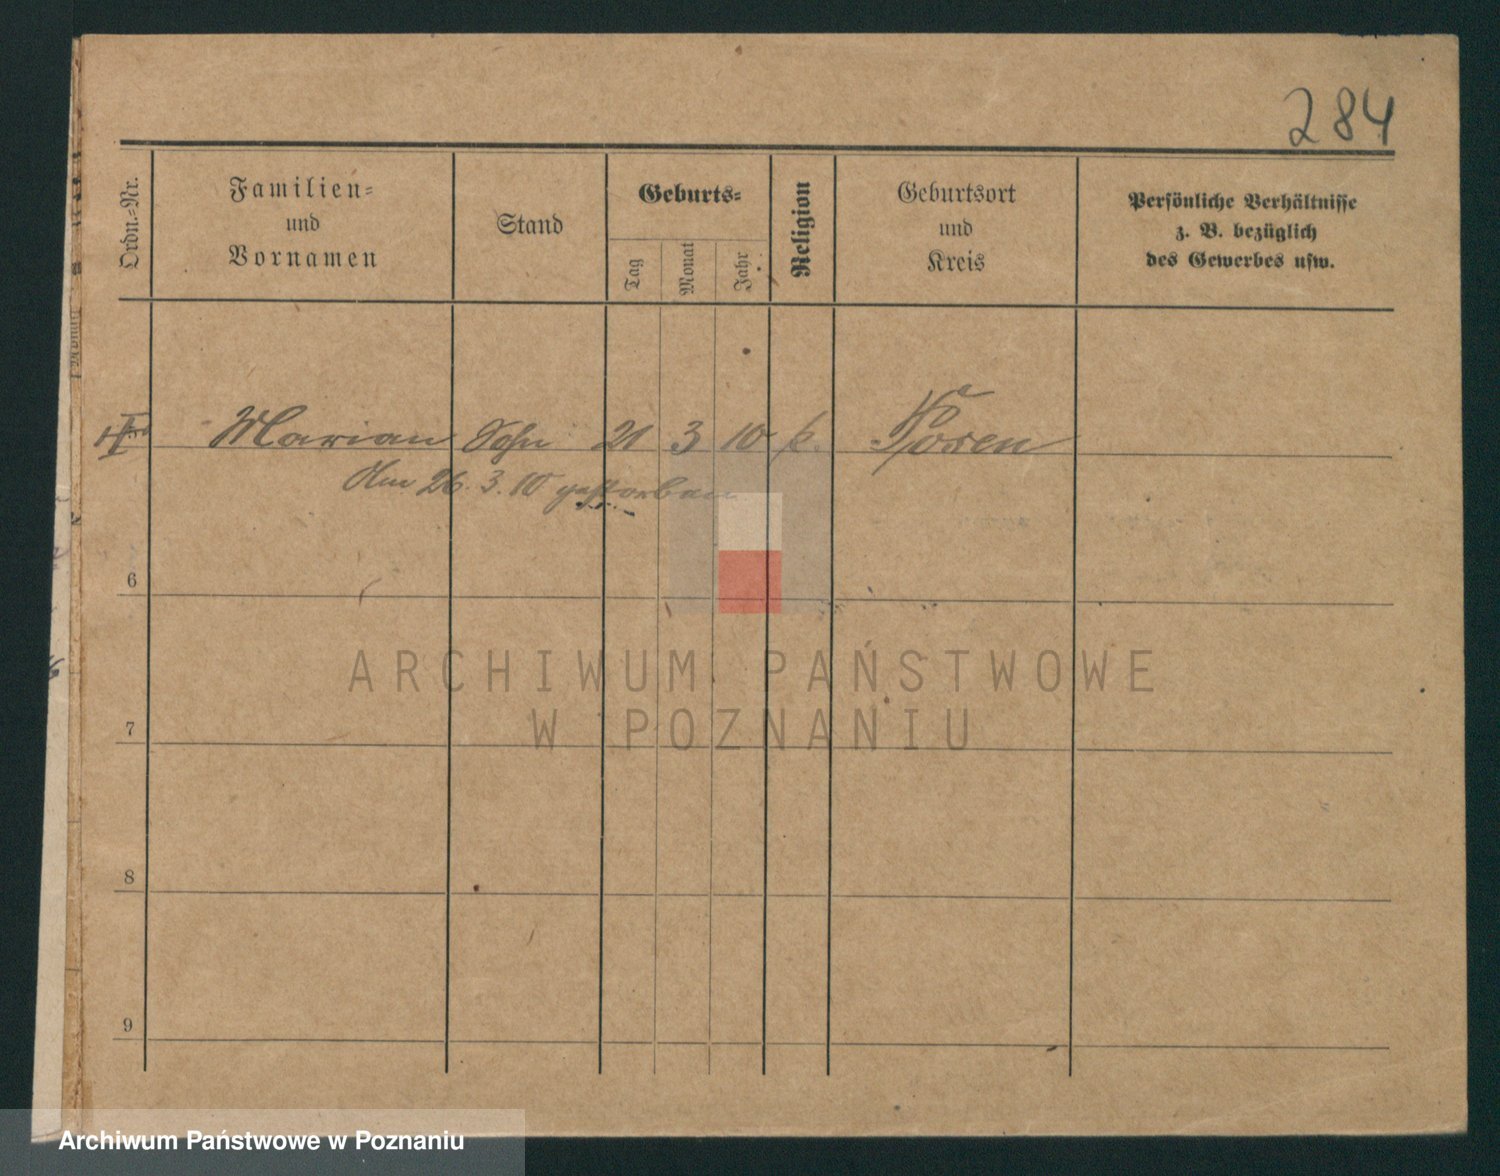 284
Ordn.=Nr.
Familien=
und
Vornamen
Stand
Geburts=
Tag
Monat
Jahr
Religion
Geburtsort
und
Kreis
Persönliche Verhältnisse
z. B. bezüglich
des Gewerbes usw.
Marian Sohn 21 3 10 k. Posen
Am 26. 3. 10 gestorben
6
7
8
9
ARCHIWUM PAŃSTWOWE
W POZNANIU
Archiwum Państwowe w Poznaniu